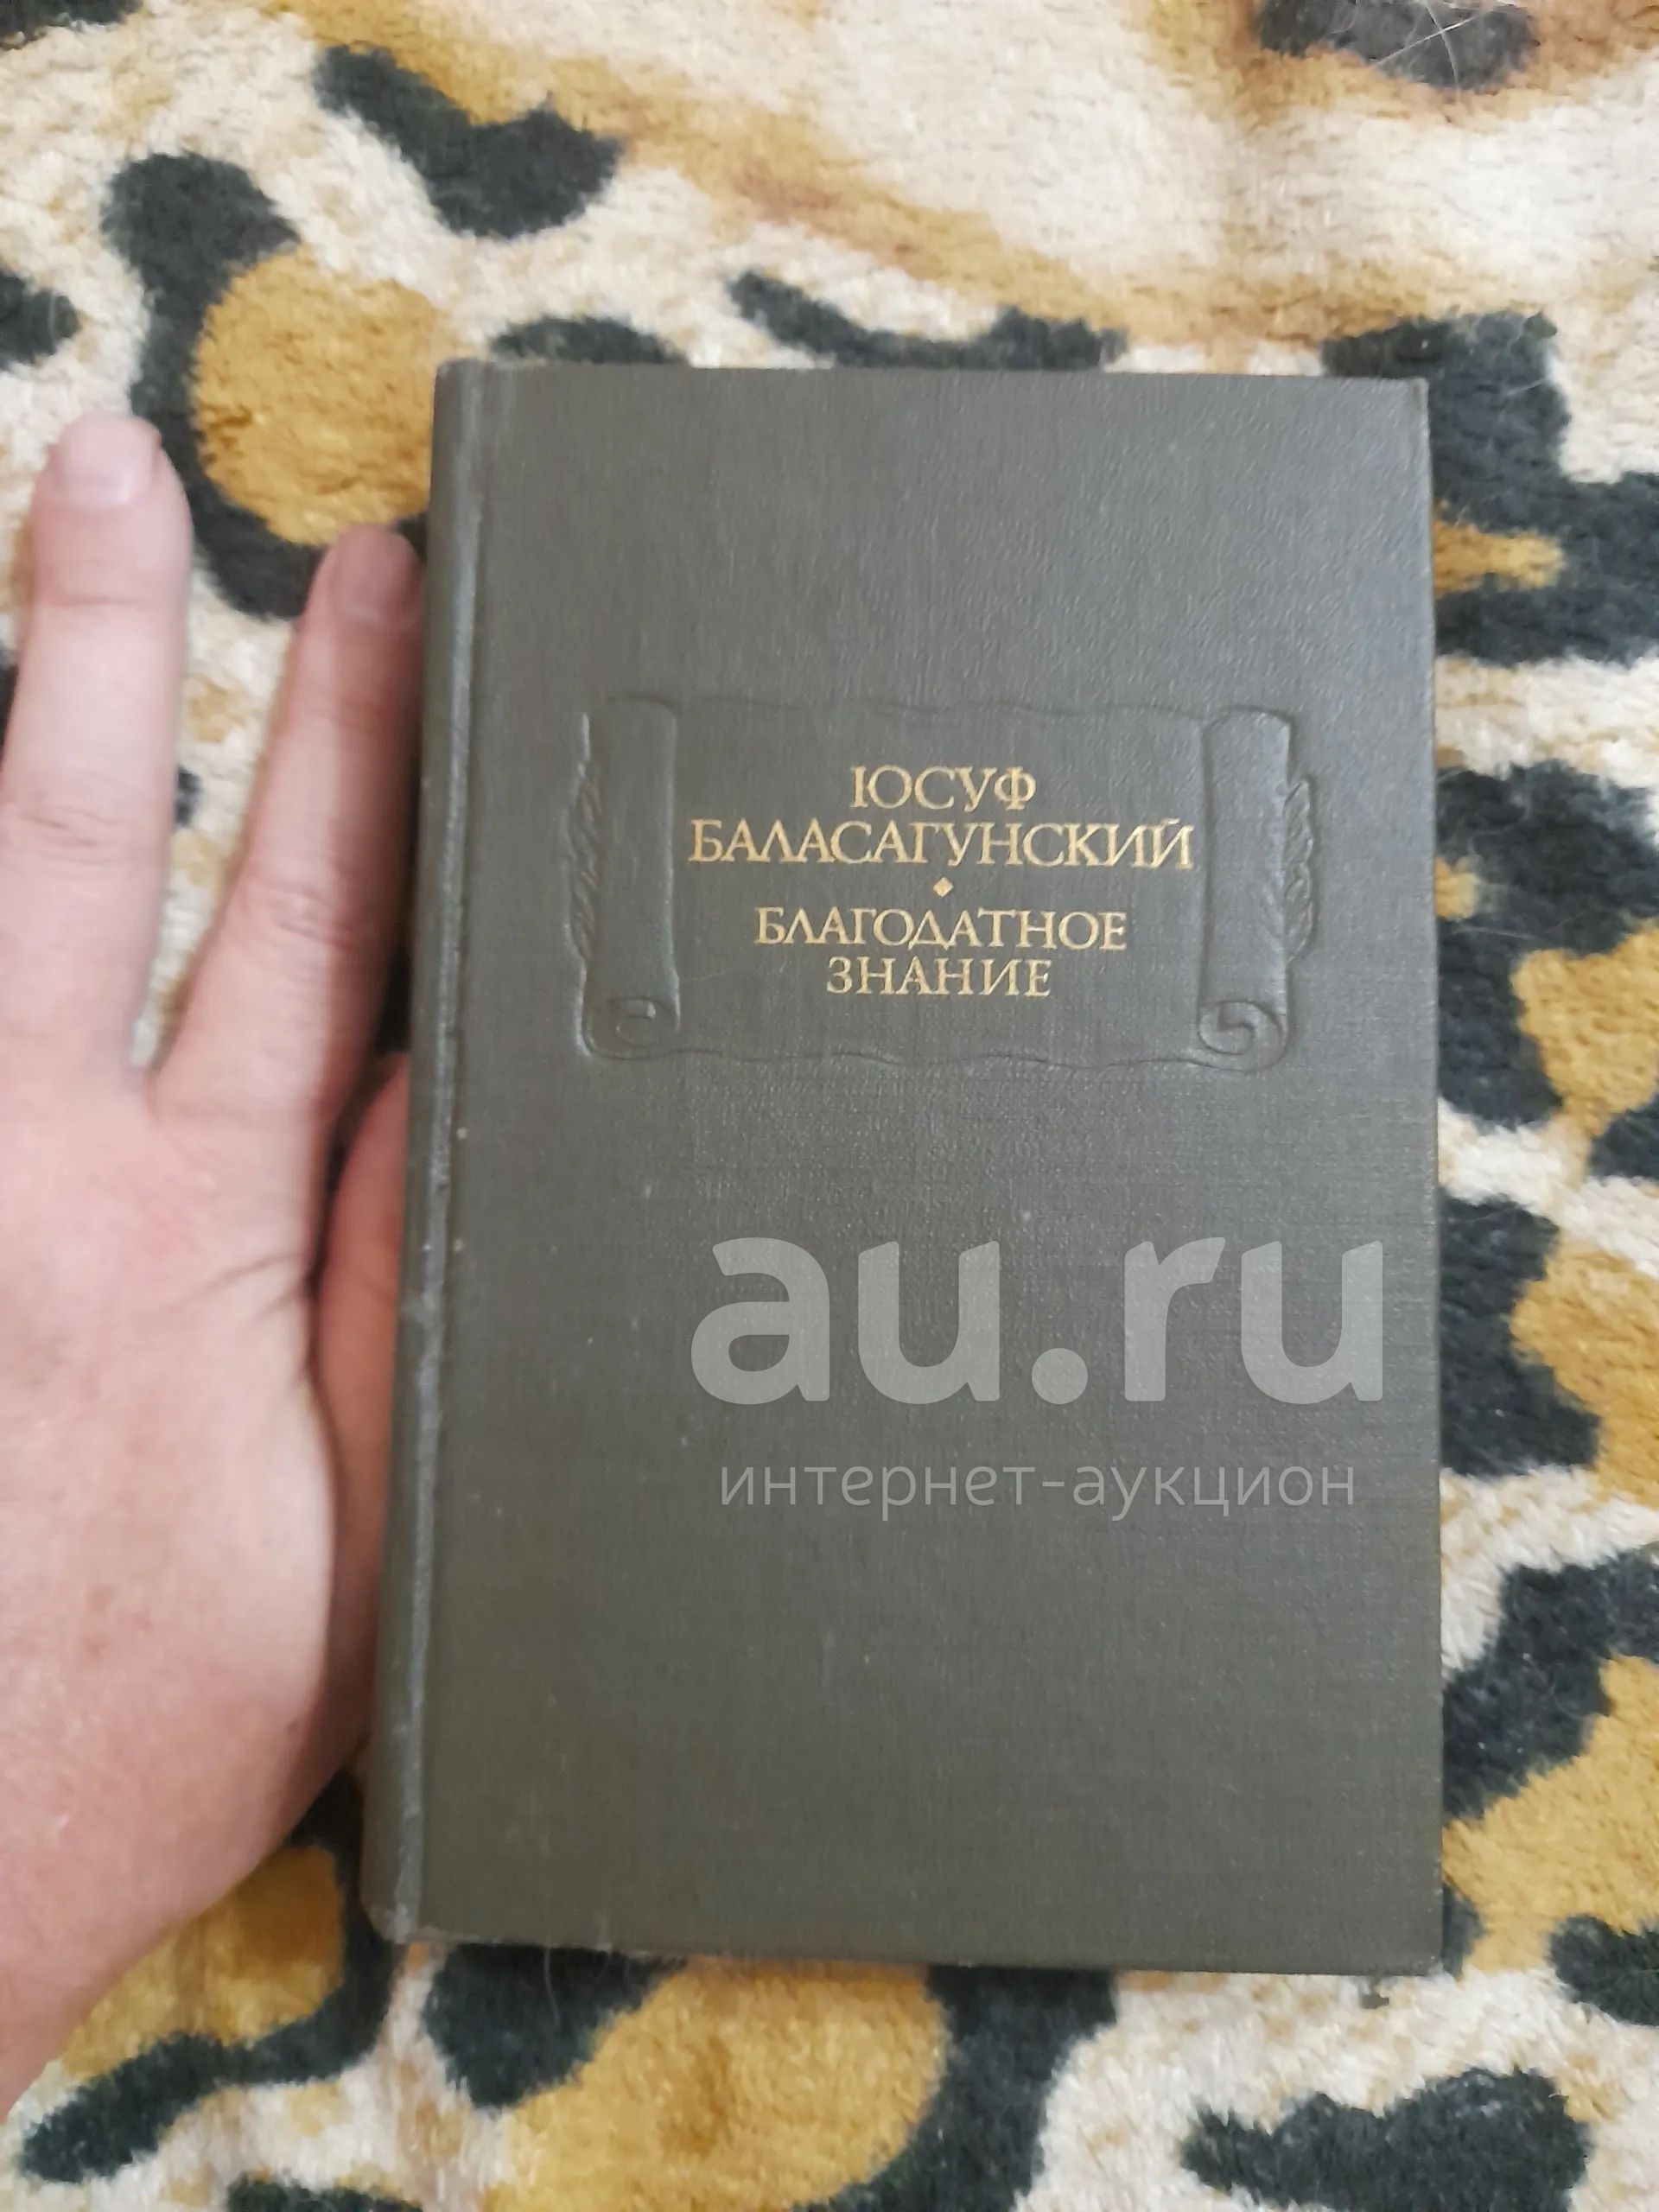 ЮСУФ
БАЛАСАГУНСКИЙ
БЛАГОДАТНОЕ
ЗНАНИЕ
au.ru
интернет-аукцион